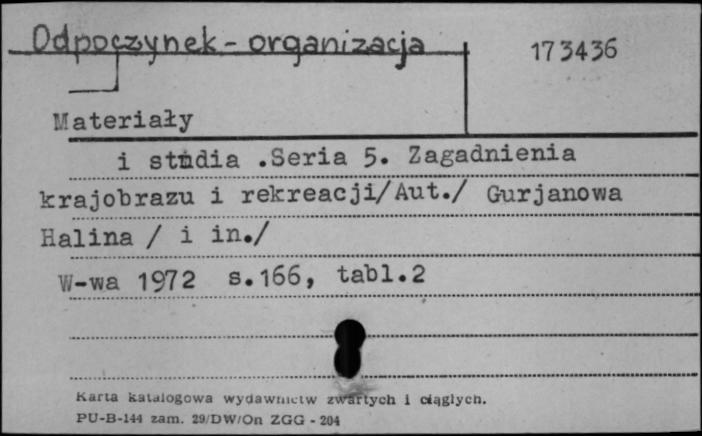 Odpoczynek - organizacja
173436
Materiały
i studia .Seria 5. Zagadnienia
krajobrazu i rekreacji/Aut./ Gurjanowa
Halina / i in./
W-wa 1972 s.166, tabl.2
Karta katalogowa wydawnictw zwartych i ciągłych.
PU-B-144 zam. 29/DW/On ZGG - 204